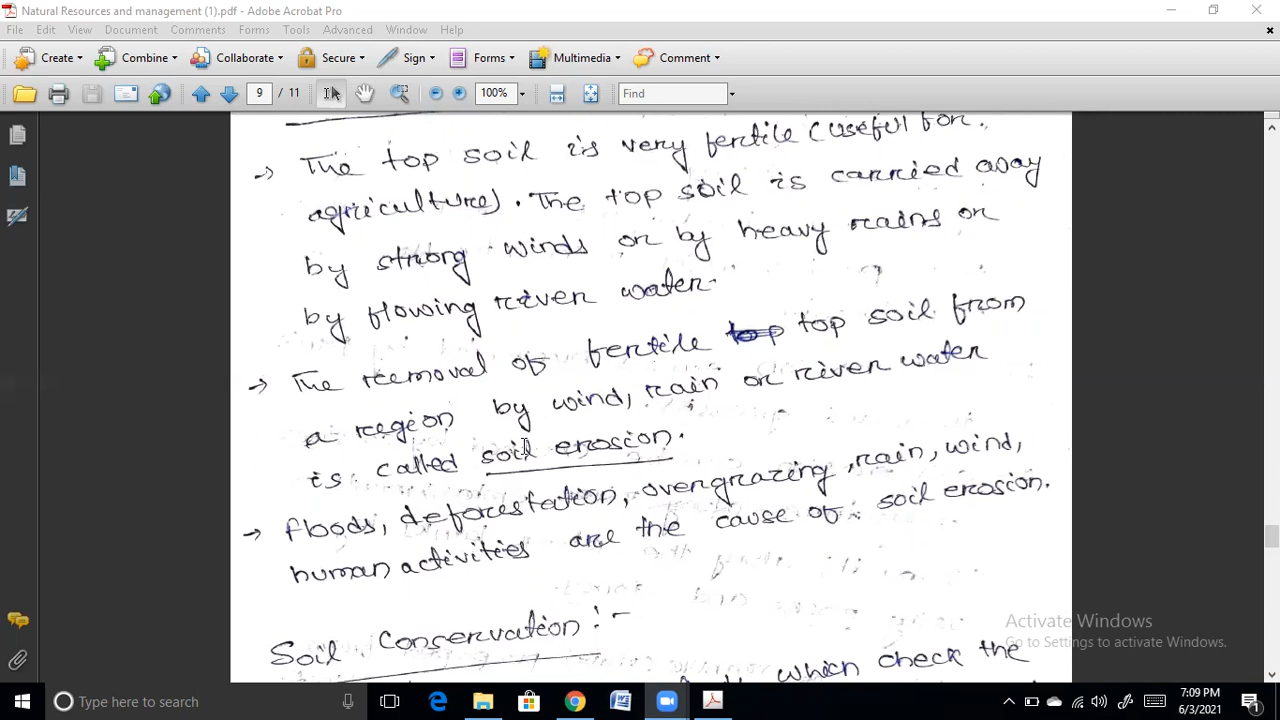 Natural Resources and management (1).pdf - Adobe Acrobat Pro
File Edit View Document Comments Forms Tools Advanced Window Help
Create Combine Collaborate Secure Sign Forms Multimedia Comment
9 / 11 100% Find
→ The top soil is very fertile (useful for
agriculture). The top soil is carried away
by strong winds or by heavy rains or
by flowing river water.
→ The removal of fertile top soil from
a region by wind, rain or river water
is called soil erosion.
→ floods, deforestation, overgrazing, rain, wind,
human activities are the cause of soil erosion.
Soil Conservation :-
which check the
Activate Windows
Go to Settings to activate Windows.
Type here to search
7:09 PM
6/3/2021